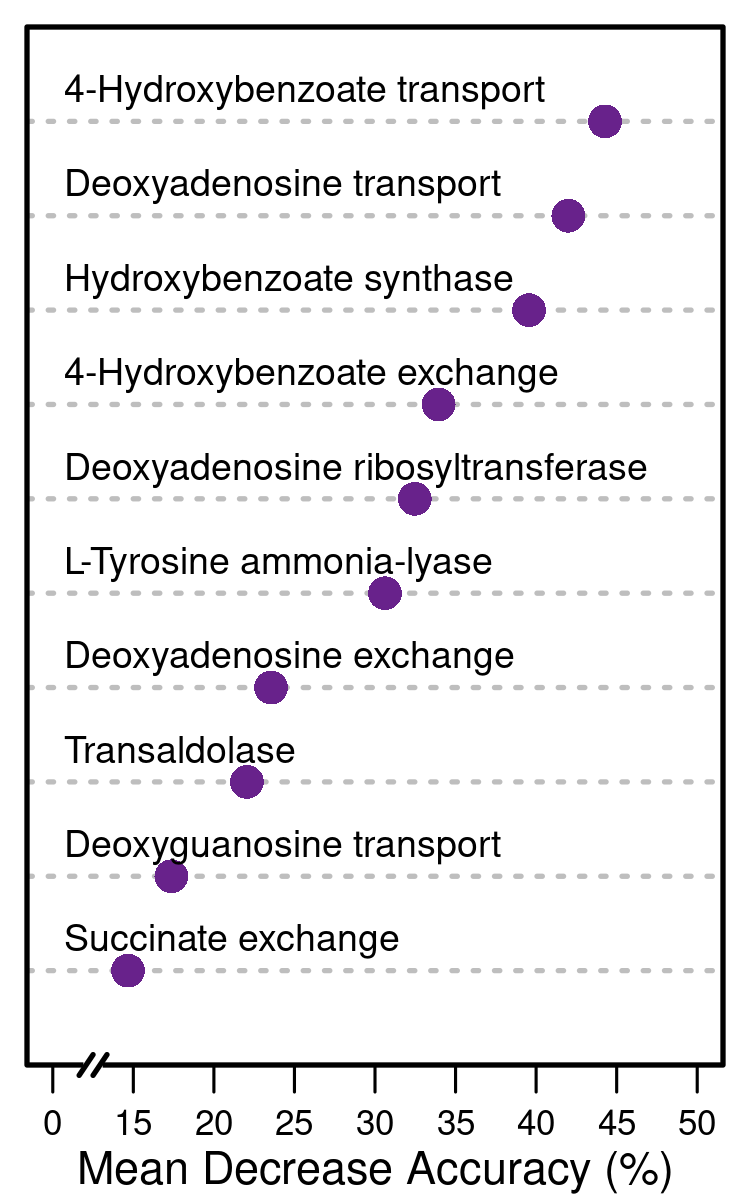 4-Hydroxybenzoate transport
Deoxyadenosine transport
Hydroxybenzoate synthase
4-Hydroxybenzoate exchange
Deoxyadenosine ribosyltransferase
L-Tyrosine ammonia-lyase
Deoxyadenosine exchange
Transaldolase
Deoxyguanosine transport
Succinate exchange
0 15 20 25 30 35 40 45 50
Mean Decrease Accuracy (%)